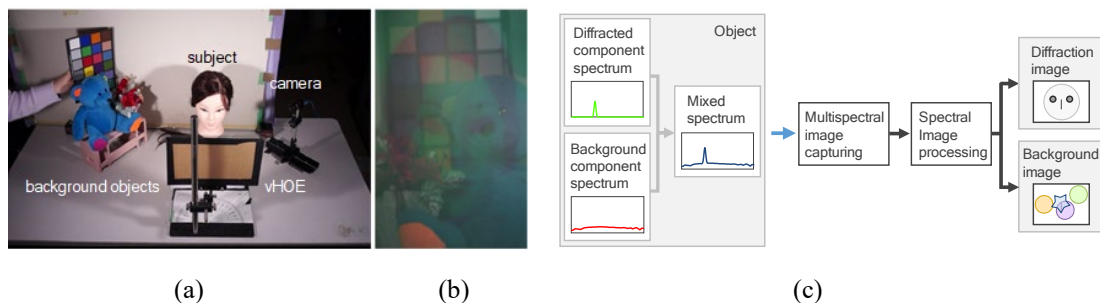 subject
camera
background objects
vHOE
(a)
(b)
Object
Diffracted
component
spectrum
Background
component
spectrum
Mixed
spectrum
Multispectral
image
capturing
Spectral
Image
processing
Diffraction
image
Background
image
(c)